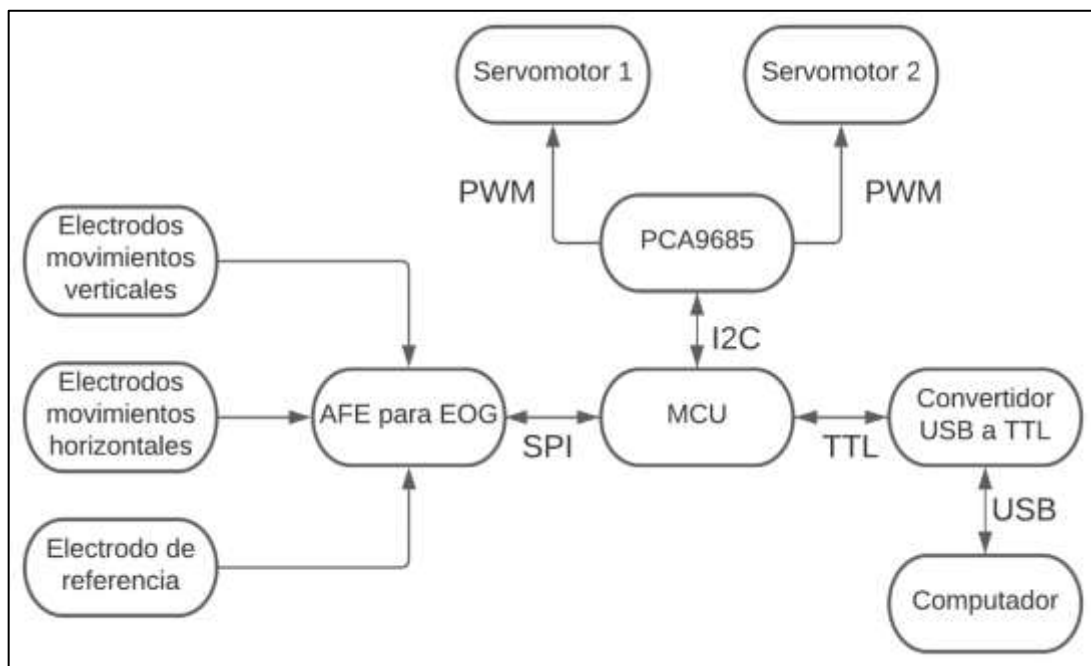 Servomotor 1
Servomotor 2
PWM
PWM
PCA9685
I2C
Electrodos
movimientos
verticales
Electrodos
movimientos
horizontales
Electrodo de
referencia
AFE para EOG
SPI
MCU
TTL
Convertidor
USB a TTL
USB
Computador